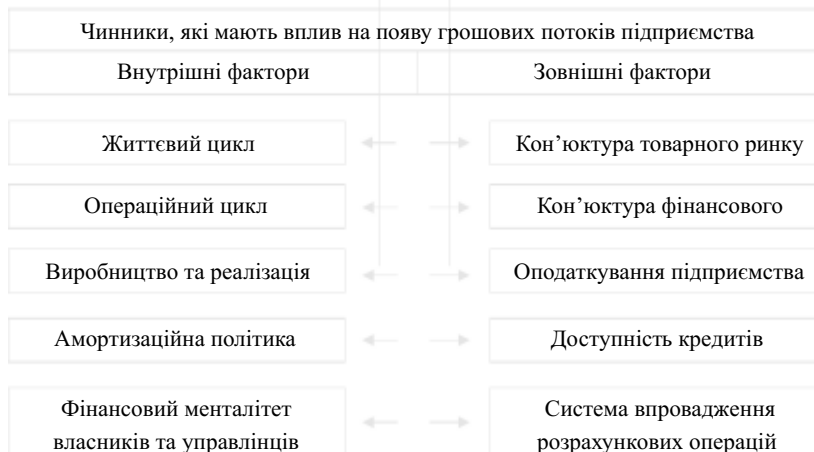 Чинники, які мають вплив на появу грошових потоків підприємства
Внутрішні фактори
Зовнішні фактори
Життєвий цикл
Кон’юктура товарного ринку
Операційний цикл
Кон’юктура фінансового
Виробництво та реалізація
Оподаткування підприємства
Амортизаційна політика
Доступність кредитів
Фінансовий менталітет
власників та управлінців
Система впровадження
розрахункових операцій